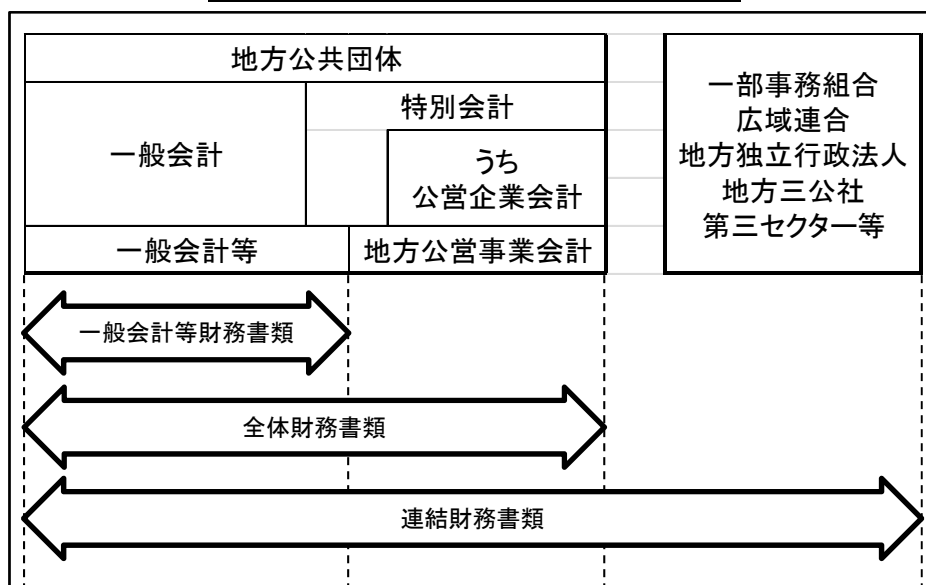 地方公共団体
一般会計
特別会計
うち
公営企業会計
一般会計等
地方公営事業会計
一部事務組合
広域連合
地方独立行政法人
地方三公社
第三セクター等
一般会計等財務書類
全体財務書類
連結財務書類